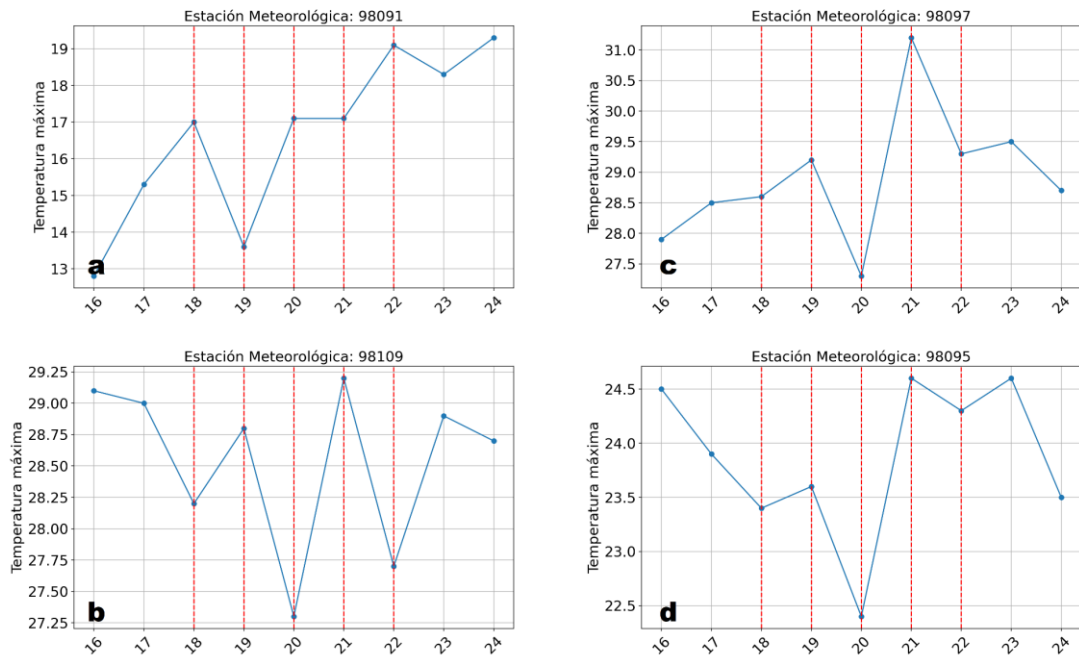 Estación Meteorológica: 98091
Temperatura máxima
19
18
17
16
15
14
13
a
16 17 18 19 20 21 22 23 24
Estación Meteorológica: 98097
Temperatura máxima
31.0
30.5
30.0
29.5
29.0
28.5
28.0
27.5
c
16 17 18 19 20 21 22 23 24
Estación Meteorológica: 98109
Temperatura máxima
29.25
29.00
28.75
28.50
28.25
28.00
27.75
27.50
27.25
b
16 17 18 19 20 21 22 23 24
Estación Meteorológica: 98095
Temperatura máxima
24.5
24.0
23.5
23.0
22.5
d
16 17 18 19 20 21 22 23 24